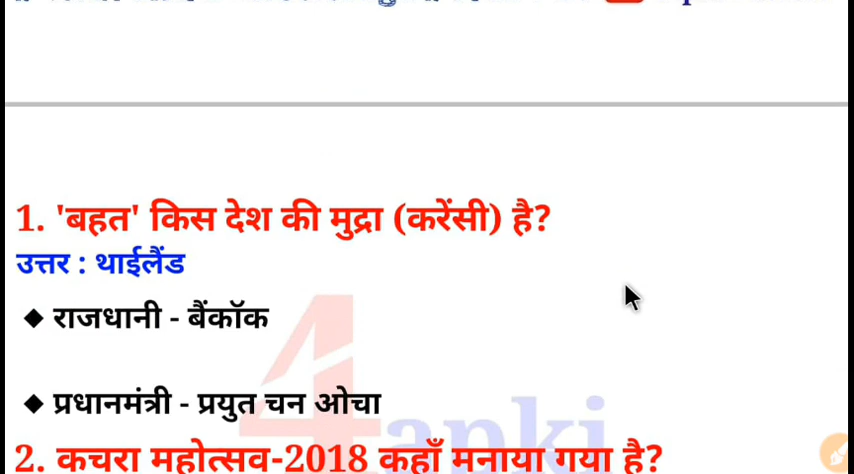 1. 'बहत' किस देश की मुद्रा (करेंसी) है?
उत्तर : थाईलैंड
◆ राजधानी - बैंकॉक
◆ प्रधानमंत्री - प्रयुत चन ओचा
4apki
2. कचरा महोत्सव-2018 कहाँ मनाया गया है?